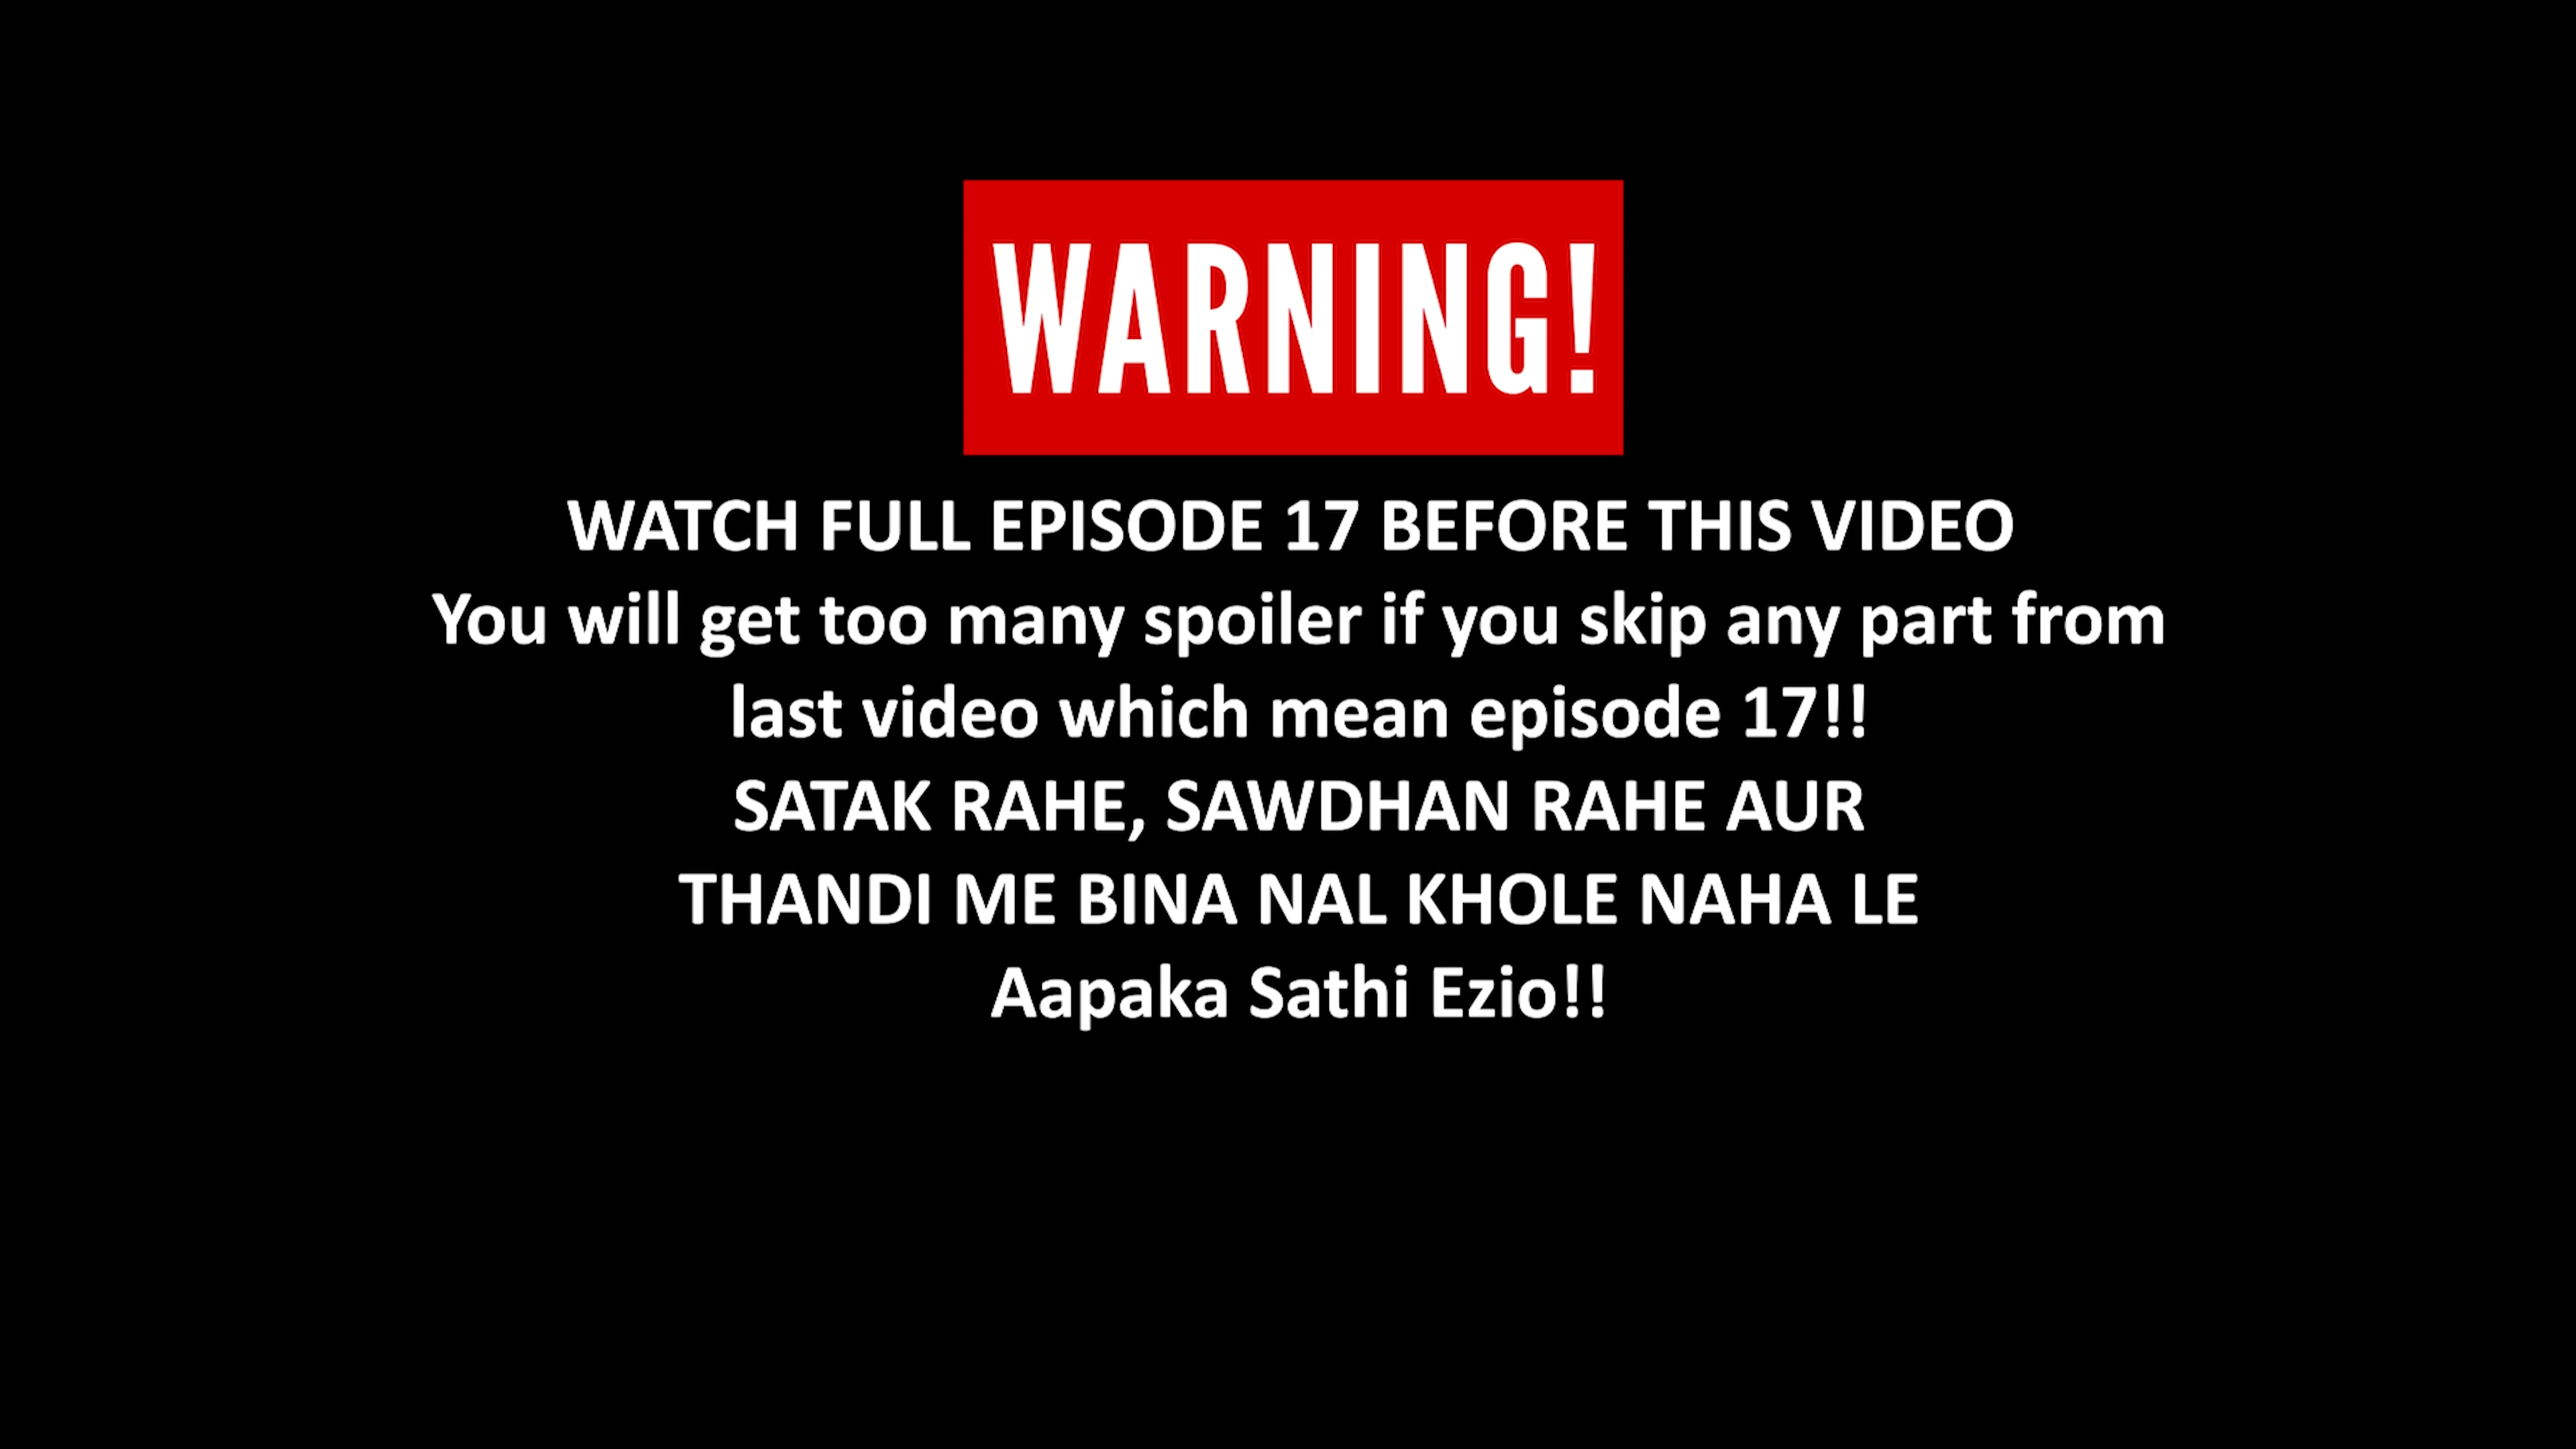 WARNING!
WATCH FULL EPISODE 17 BEFORE THIS VIDEO
You will get too many spoiler if you skip any part from
last video which mean episode 17!!
SATAK RAHE, SAWDHAN RAHE AUR
THANDI ME BINA NAL KHOLE NAHA LE
Aapaka Sathi Ezio!!